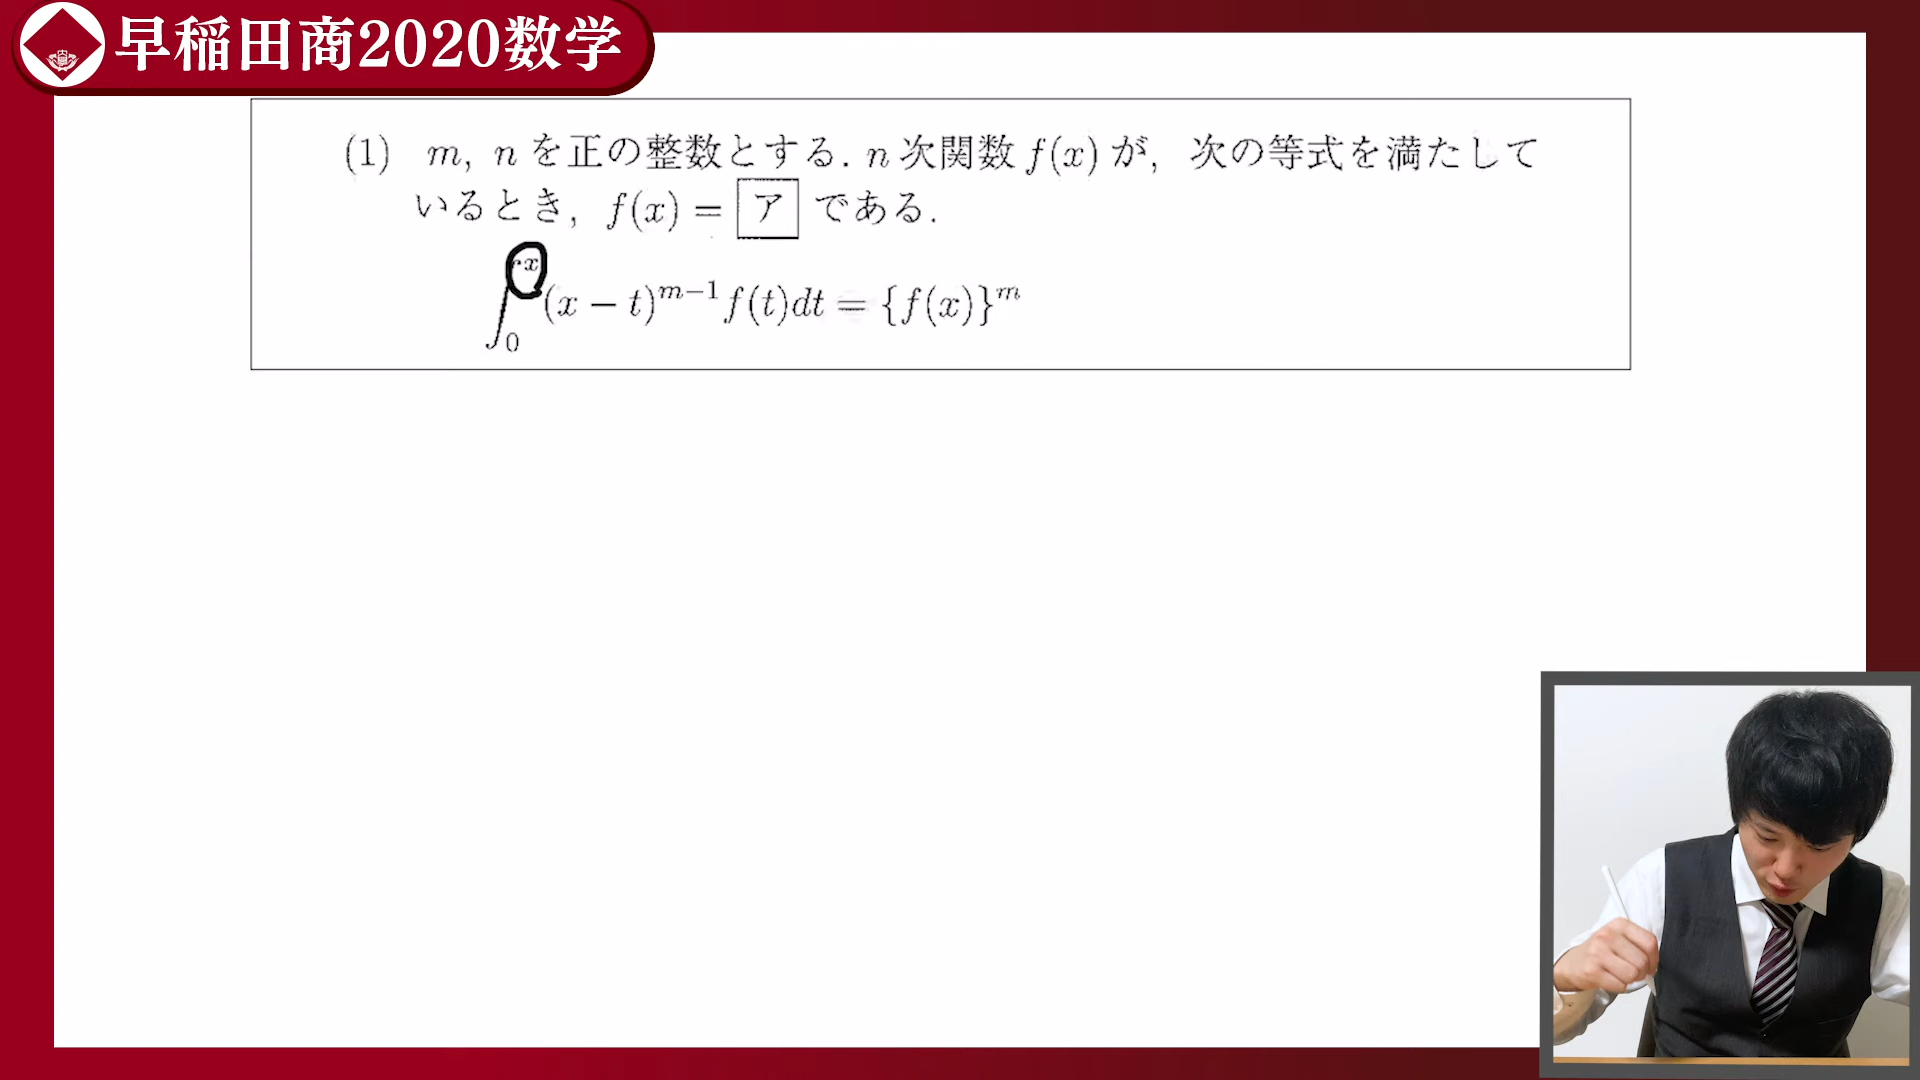 早稲田商2020数学
(1) m, n を正の整数とする. n 次関数 f(x) が, 次の等式を満たして
いるとき, f(x) = ア である.
∫₀ˣ (x − t)ᵐ⁻¹ f(t)dt = {f(x)}ᵐ